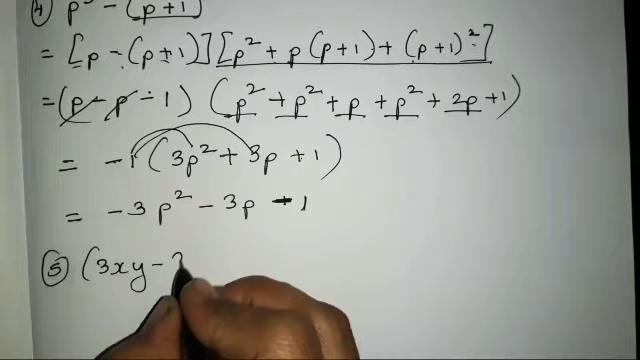 ④ p³ - (p+1)
= [p - (p+1)] [p² + p(p+1) + (p+1)²]
= (p - p - 1) (p² + p² + p + p² + 2p + 1)
= -1 (3p² + 3p + 1)
= -3p² - 3p - 1
⑤ (3xy -